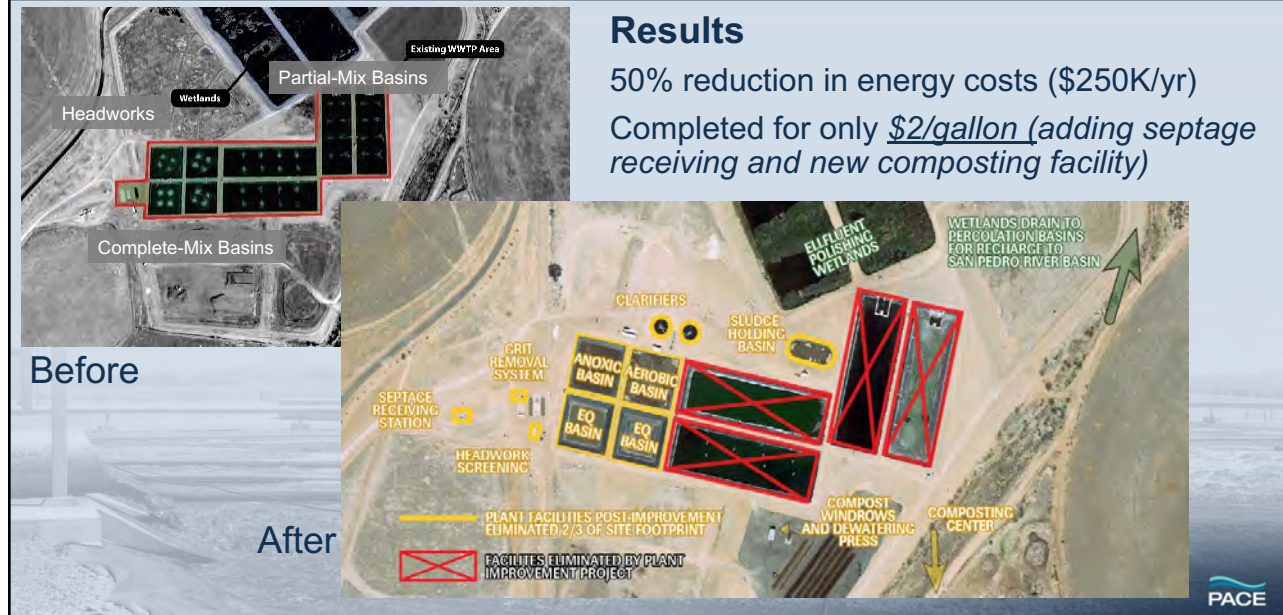 Results
50% reduction in energy costs ($250K/yr)
Completed for only $2/gallon (adding septage
receiving and new composting facility)
Existing WWTP Area
Partial-Mix Basins
Wetlands
Headworks
Complete-Mix Basins
Before
ELFLUENT
POLISHING
WETLANDS
WETLANDS DRAIN TO
PERCOLATION BASINS
FOR RECHARGE TO
SAN PEDRO RIVER BASIN
CLARIFIERS
SLUDGE
HOLDING
BASIN
GRIT
REMOVAL
SYSTEM
ANOXIC
BASIN
AEROBIC
BASIN
SEPTAGE
RECEIVING
STATION
EQ
BASIN
EQ
BASIN
HEADWORK
SCREENING
COMPOST
WINDROWS
AND DEWATERING
PRESS
COMPOSTING
CENTER
PLANT FACILITIES POST-IMPROVEMENT
ELIMINATED 2/3 OF SITE FOOTPRINT
FACILITES ELIMINATED BY PLANT
IMPROVEMENT PROJECT
After
PACE